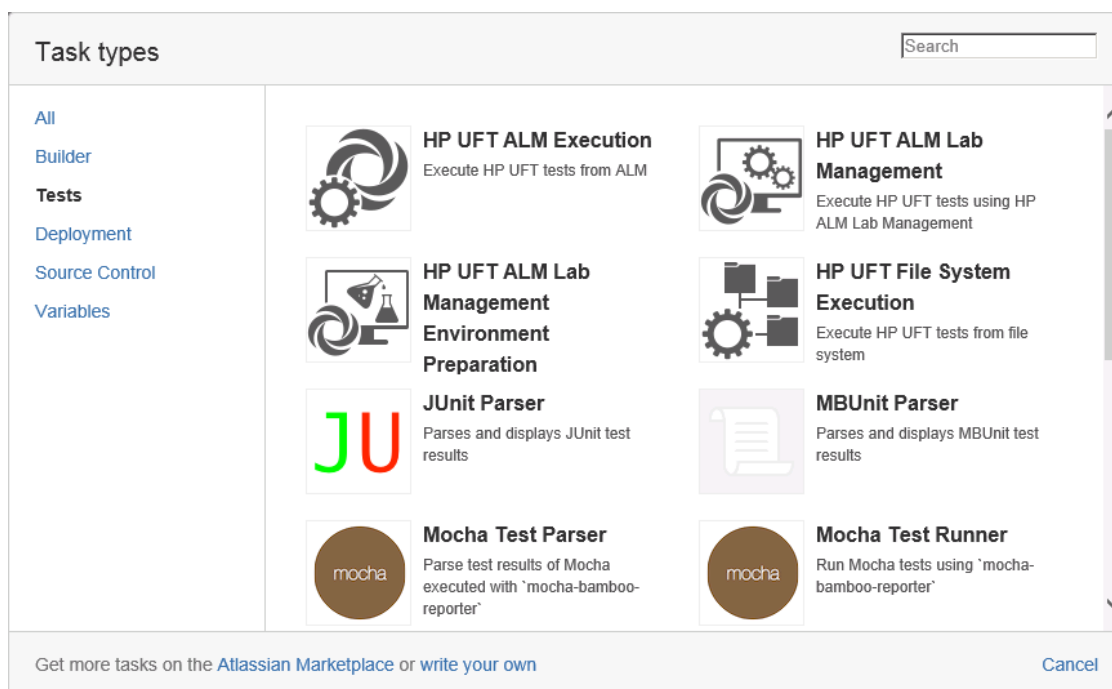 Task types
Search
All
Builder
Tests
Deployment
Source Control
Variables
HP UFT ALM Execution
Execute HP UFT tests from ALM
HP UFT ALM Lab
Management
Execute HP UFT tests using HP
ALM Lab Management
HP UFT ALM Lab
Management
Environment
Preparation
HP UFT File System
Execution
Execute HP UFT tests from file
system
JU
JUnit Parser
Parses and displays JUnit test
results
MBUnit Parser
Parses and displays MBUnit test
results
mocha
Mocha Test Parser
Parse test results of Mocha
executed with `mocha-bamboo-
reporter`
mocha
Mocha Test Runner
Run Mocha tests using `mocha-
bamboo-reporter`
Get more tasks on the Atlassian Marketplace or write your own
Cancel